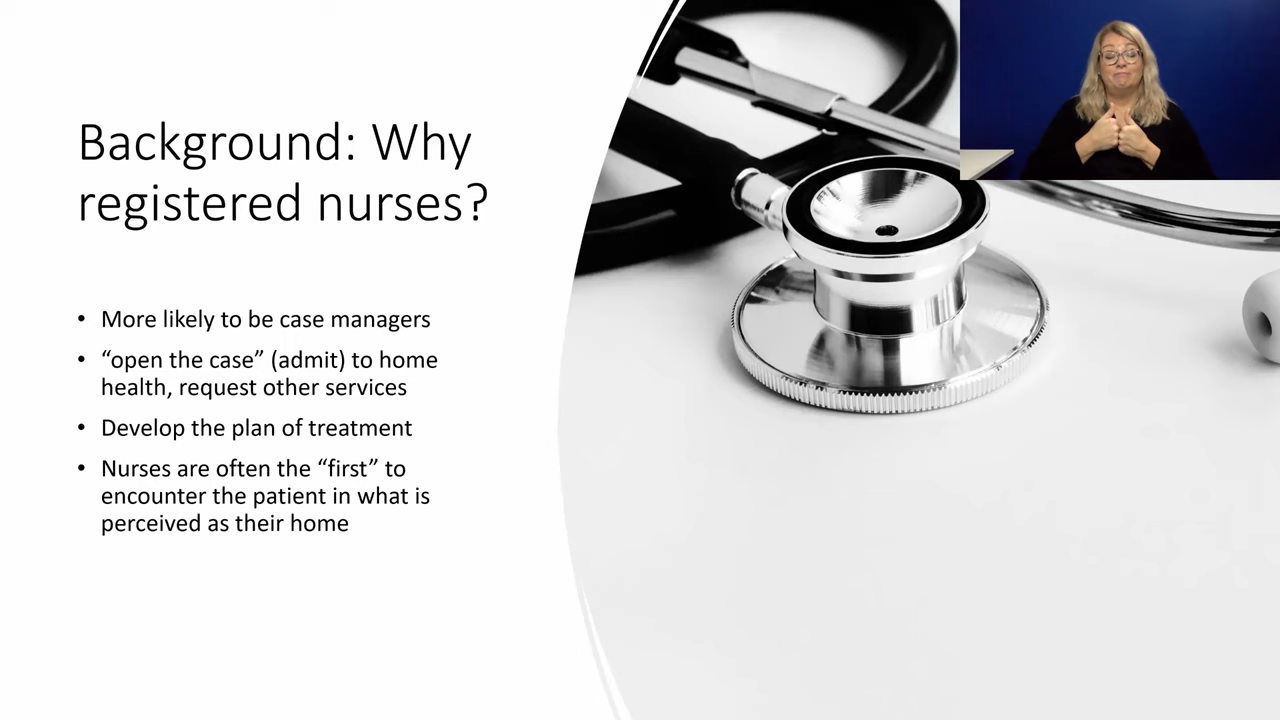 Background: Why
registered nurses?
• More likely to be case managers
• “open the case” (admit) to home
health, request other services
• Develop the plan of treatment
• Nurses are often the “first” to
encounter the patient in what is
perceived as their home